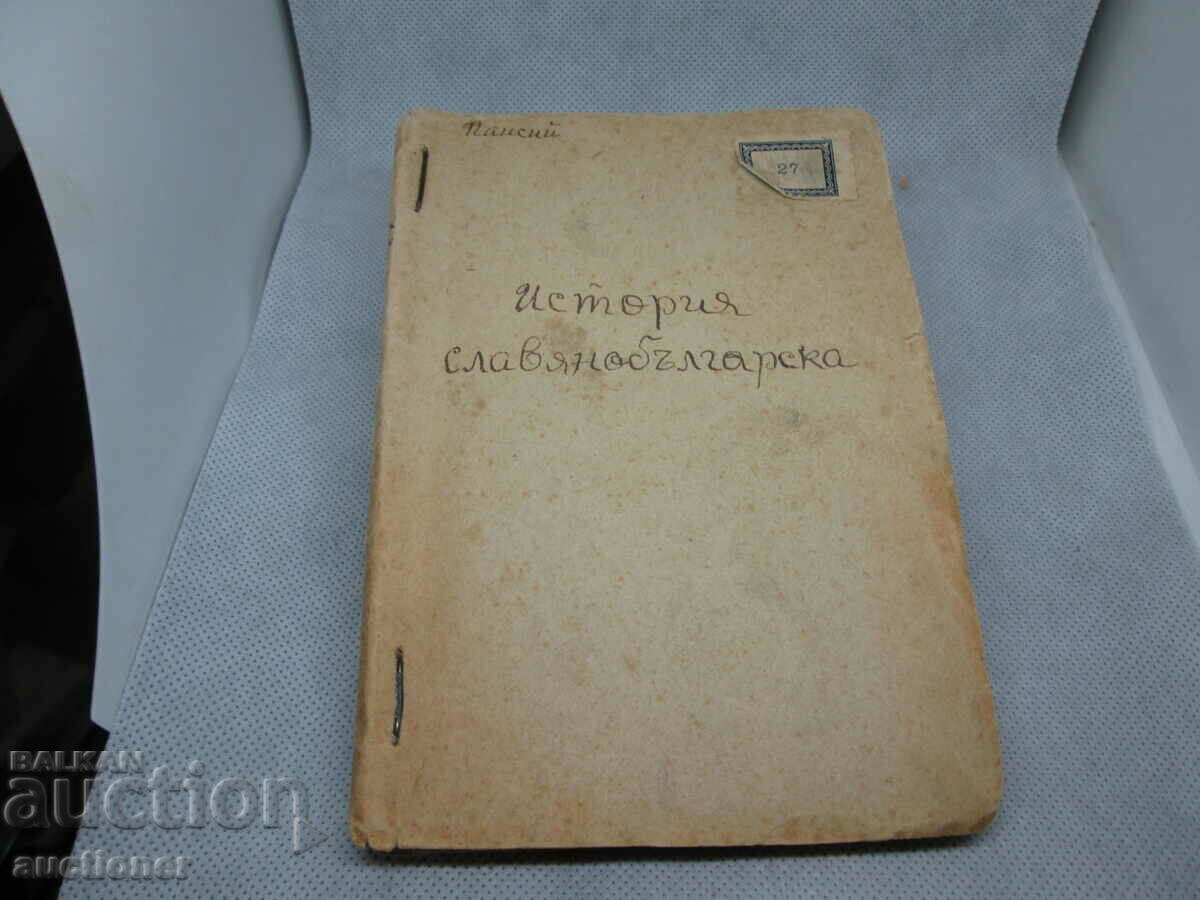 Паисий
27
История
славянобългарска
BALKAN
auction
auctioner